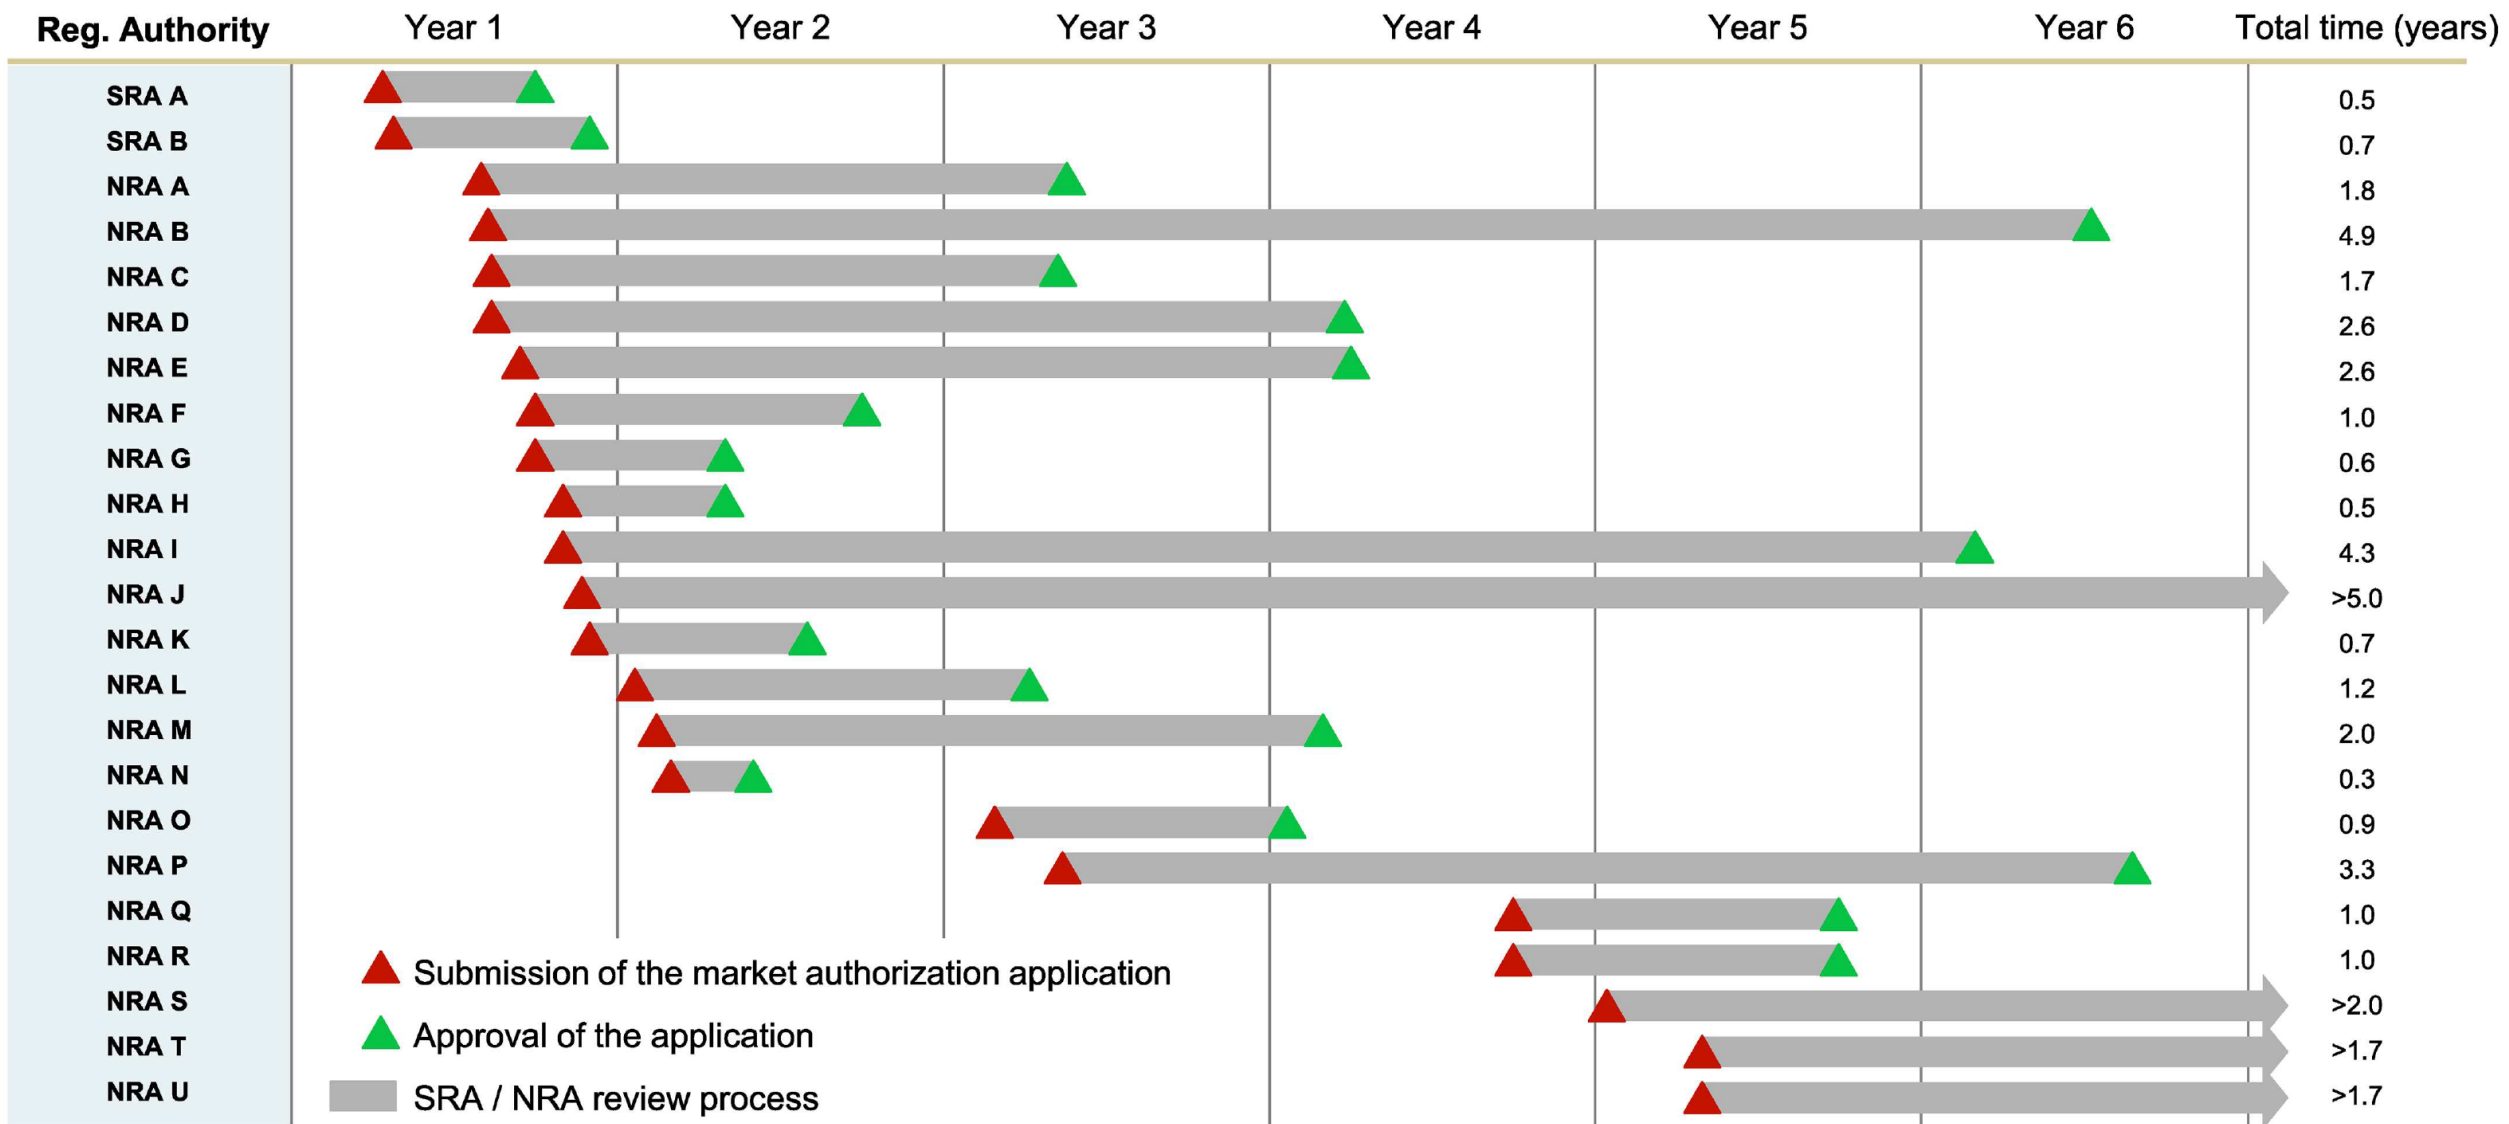 Reg. Authority Year 1 Year 2 Year 3 Year 4 Year 5 Year 6 Total time (years)
SRA A 0.5
SRA B 0.7
NRA A 1.8
NRA B 4.9
NRA C 1.7
NRA D 2.6
NRA E 2.6
NRA F 1.0
NRA G 0.6
NRA H 0.5
NRA I 4.3
NRA J >5.0
NRA K 0.7
NRA L 1.2
NRA M 2.0
NRA N 0.3
NRA O 0.9
NRA P 3.3
NRA Q 1.0
NRA R 1.0
NRA S >2.0
NRA T >1.7
NRA U >1.7
Submission of the market authorization application
Approval of the application
SRA / NRA review process